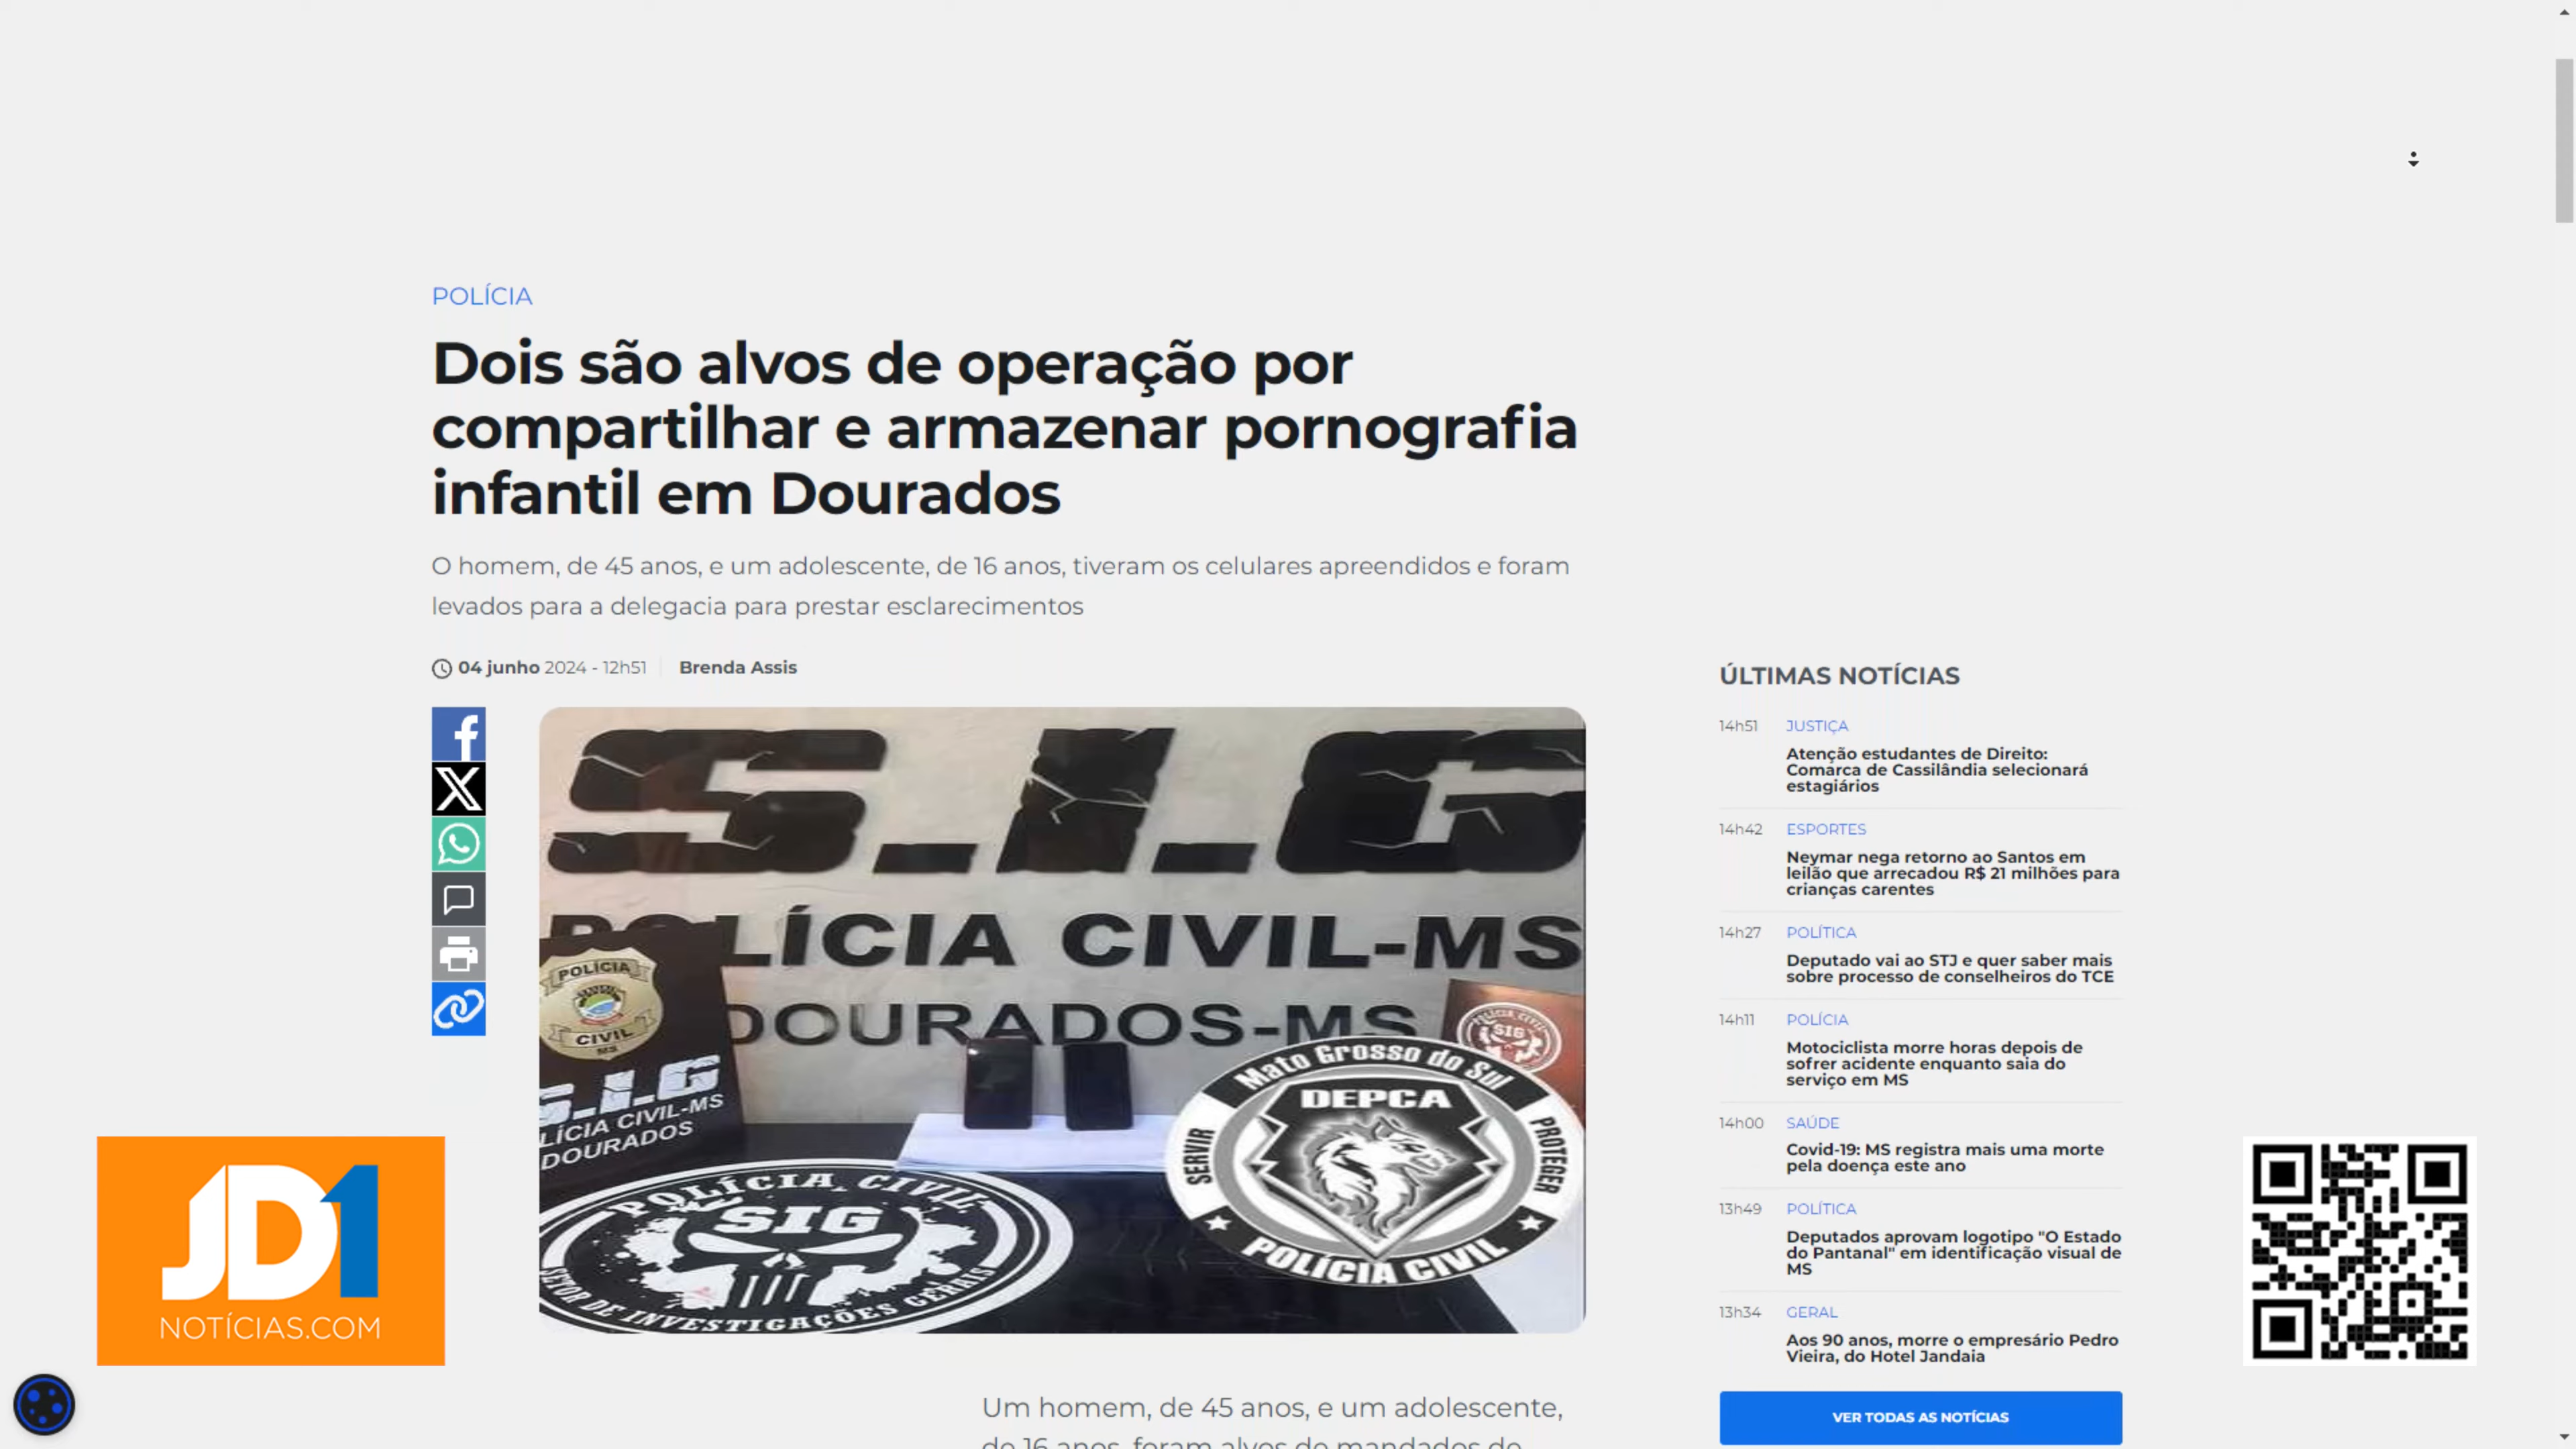 POLÍCIA
Dois são alvos de operação por
compartilhar e armazenar pornografia
infantil em Dourados
O homem, de 45 anos, e um adolescente, de 16 anos, tiveram os celulares apreendidos e foram
levados para a delegacia para prestar esclarecimentos
04 junho 2024 - 12h51 Brenda Assis
S.I.G
POLÍCIA CIVIL-MS
DOURADOS-MS
POLÍCIA
CIVIL
MS
S.I.G
LÍCIA CIVIL-MS
DOURADOS
POLÍCIA CIVIL
SIG
Mato Grosso do Sul
DEPCA
SERVIR
PROTEGER
POLÍCIA CIVIL
POLÍCIA CIVIL
SIG
SETOR DE INVESTIGAÇÕES GERAIS
Um homem, de 45 anos, e um adolescente,
de 16 anos, foram alvos de mandados de
ÚLTIMAS NOTÍCIAS
14h51 JUSTIÇA
Atenção estudantes de Direito:
Comarca de Cassilândia selecionará
estagiários
14h42 ESPORTES
Neymar nega retorno ao Santos em
leilão que arrecadou R$ 21 milhões para
crianças carentes
14h27 POLÍTICA
Deputado vai ao STJ e quer saber mais
sobre processo de conselheiros do TCE
14h11 POLÍCIA
Motociclista morre horas depois de
sofrer acidente enquanto saia do
serviço em MS
14h00 SAÚDE
Covid-19: MS registra mais uma morte
pela doença este ano
13h49 POLÍTICA
Deputados aprovam logotipo "O Estado
do Pantanal" em identificação visual de
MS
13h34 GERAL
Aos 90 anos, morre o empresário Pedro
Vieira, do Hotel Jandaia
VER TODAS AS NOTÍCIAS
JD1
NOTÍCIAS.COM